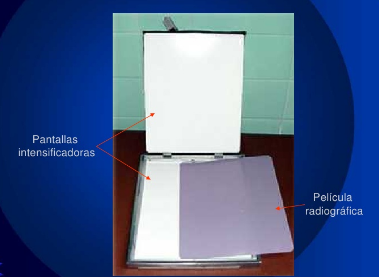 Pantallas
intensificadoras
Película
radiográfica